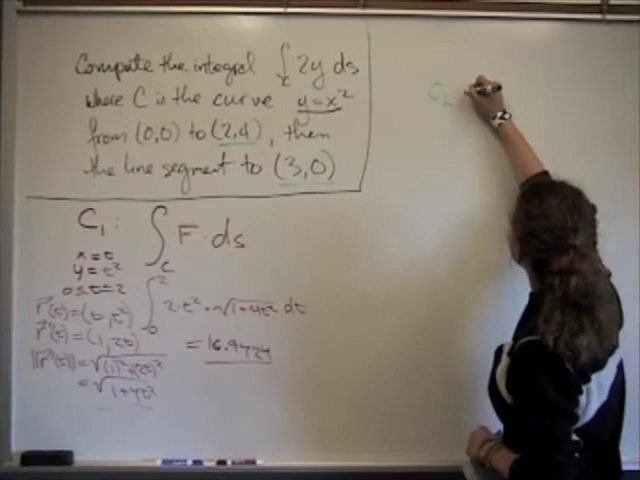 Compute the integral ∫_C 2y ds
where C is the curve y=x²
from (0,0) to (2,4), then
the line segment to (3,0)
C₁: ∫_C F·ds
x=t
y=t²
0≤t≤2
r⃗(t)=(t,t²)
∫₀² 2·t²·√(1+4t²) dt
r⃗'(t)=(1,2t)
= 16.9424
||r⃗'(t)||=√((1)²+(2t)²)
=√(1+4t²)
C₂